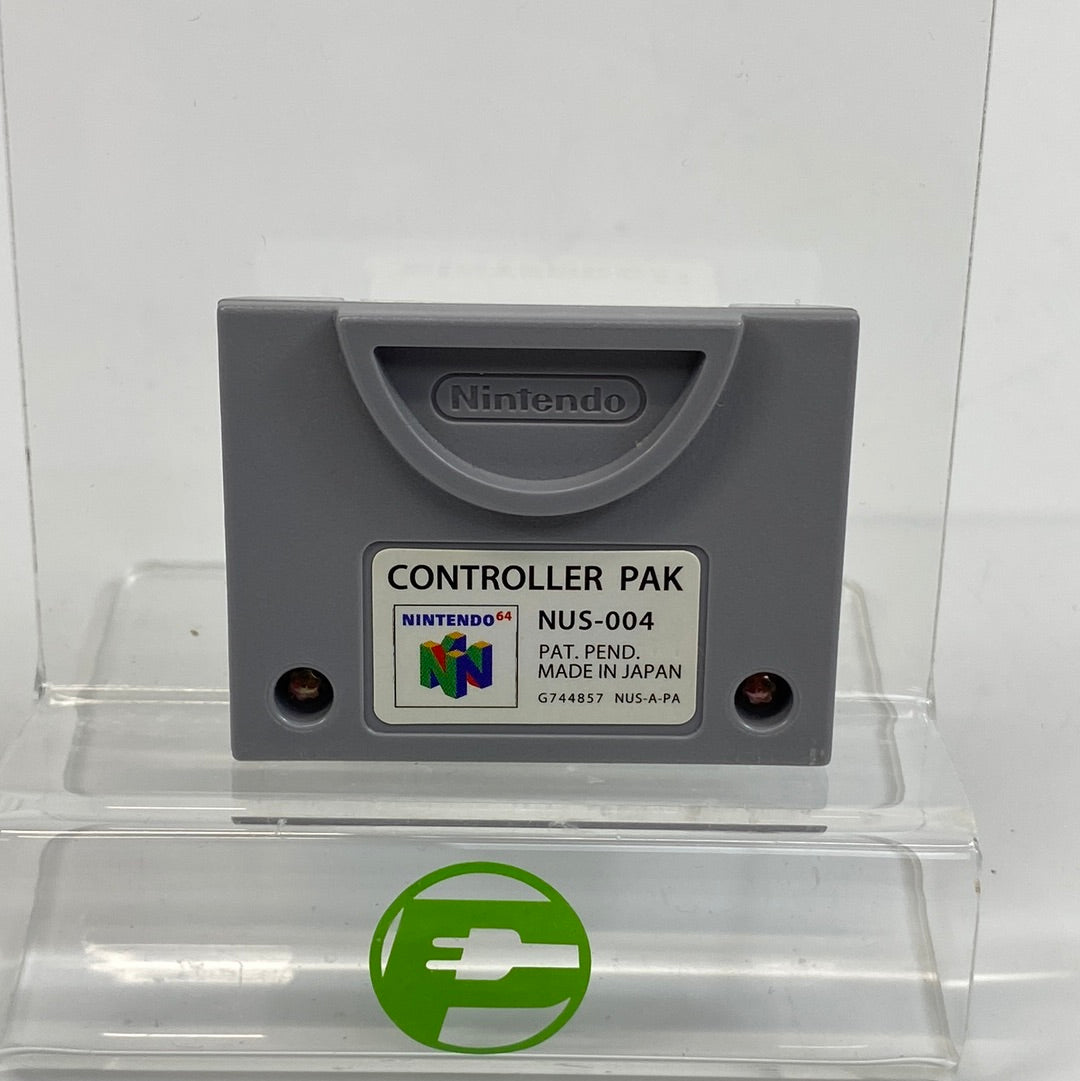 Nintendo
CONTROLLER PAK
NINTENDO64
NUS-004
PAT. PEND.
MADE IN JAPAN
G744857 NUS-A-PA